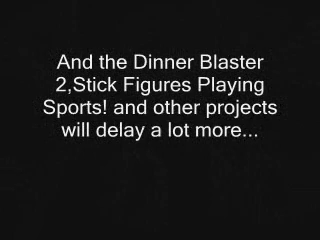 And the Dinner Blaster
2,Stick Figures Playing
Sports! and other projects
will delay a lot more...